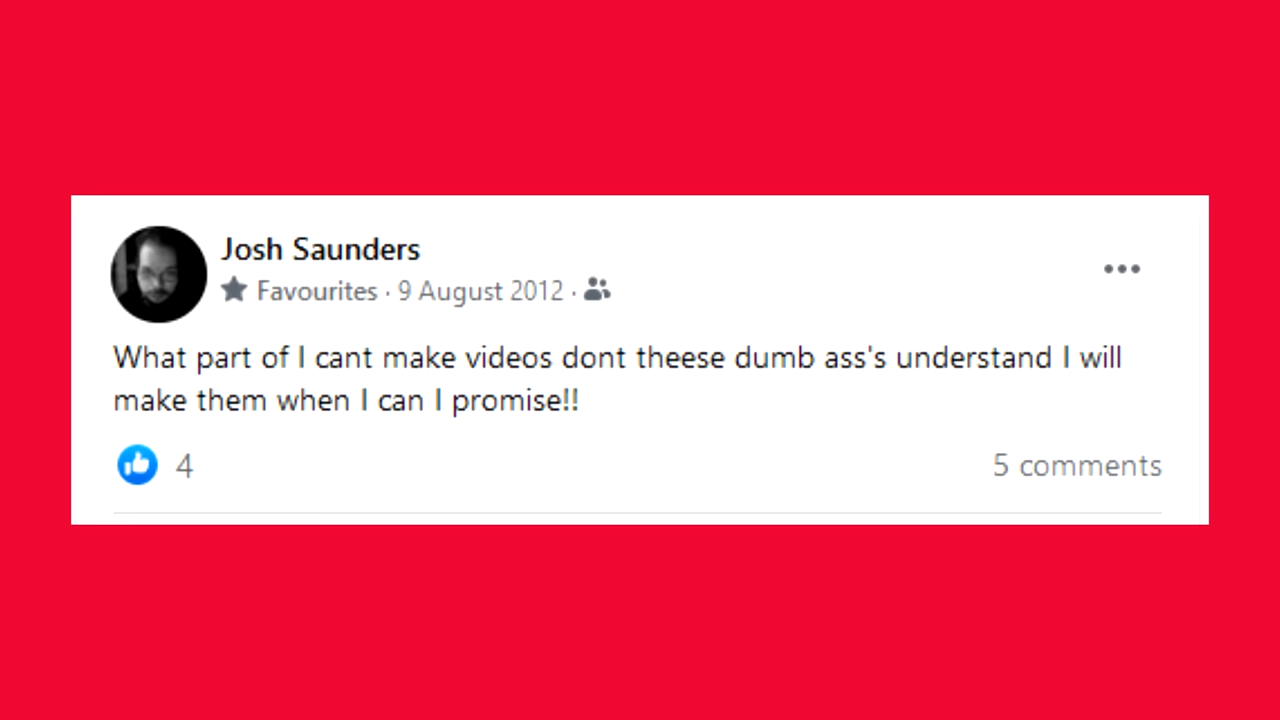 Josh Saunders
Favourites · 9 August 2012 ·
What part of I cant make videos dont theese dumb ass's understand I will
make them when I can I promise!!
4
5 comments